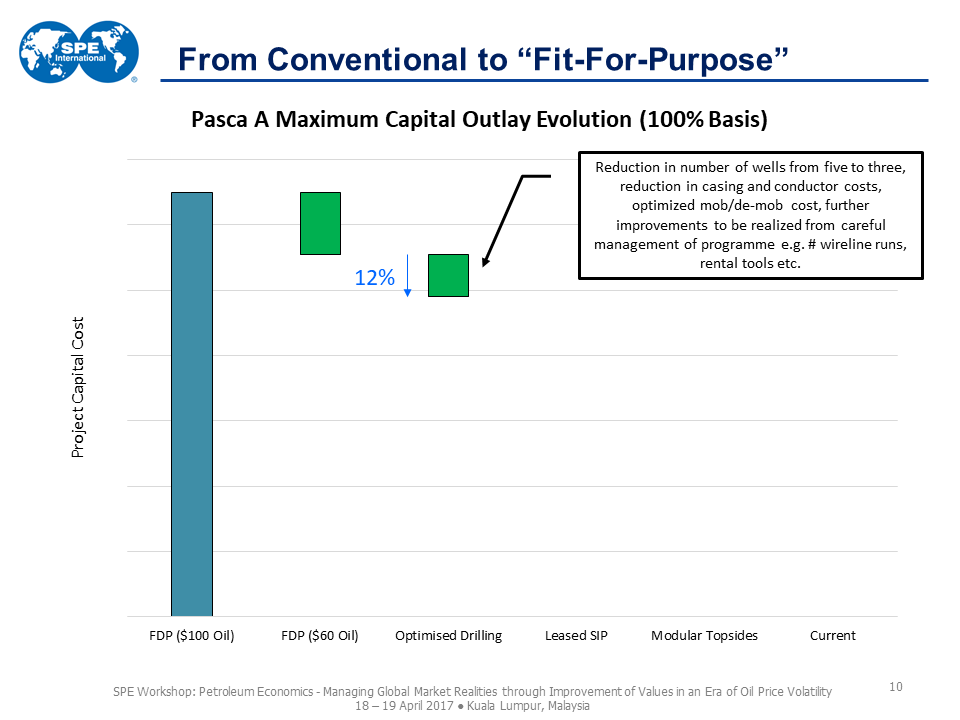 SPE
International
®
From Conventional to “Fit-For-Purpose”
Pasca A Maximum Capital Outlay Evolution (100% Basis)
Reduction in number of wells from five to three,
reduction in casing and conductor costs,
optimized mob/de-mob cost, further
improvements to be realized from careful
management of programme e.g. # wireline runs,
rental tools etc.
12%
Project Capital Cost
FDP ($100 Oil)
FDP ($60 Oil)
Optimised Drilling
Leased SIP
Modular Topsides
Current
SPE Workshop: Petroleum Economics - Managing Global Market Realities through Improvement of Values in an Era of Oil Price Volatility
18 – 19 April 2017 ● Kuala Lumpur, Malaysia
10